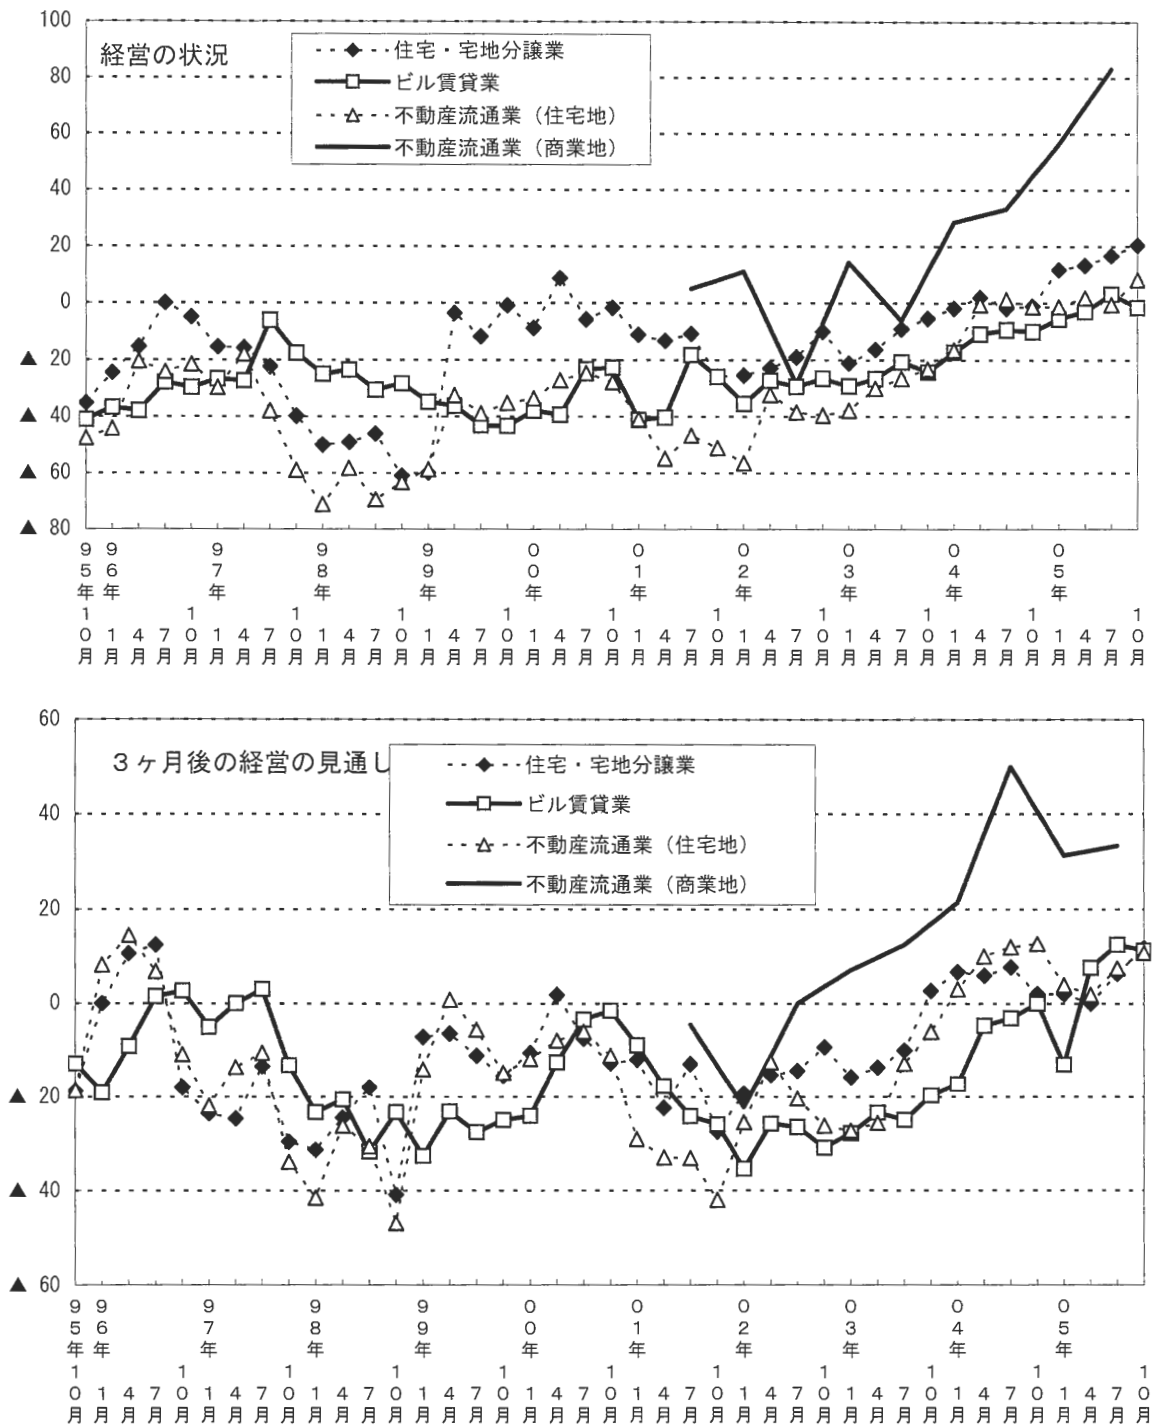 経営の状況
住宅・宅地分譲業
ビル賃貸業
不動産流通業（住宅地）
不動産流通業（商業地）
100
80
60
40
20
0
▲ 20
▲ 40
▲ 60
▲ 80
95年 96年 97年 98年 99年 00年 01年 02年 03年 04年 05年
10月 1月 4月 7月 10月 1月 4月 7月 10月 1月 4月 7月 10月 1月 4月 7月 10月 1月 4月 7月 10月 1月 4月 7月 10月 1月 4月 7月 10月 1月 4月 7月 10月 1月 4月 7月 10月 1月 4月 7月 10月
３ヶ月後の経営の見通し
住宅・宅地分譲業
ビル賃貸業
不動産流通業（住宅地）
不動産流通業（商業地）
60
40
20
0
▲ 20
▲ 40
▲ 60
95年 96年 97年 98年 99年 00年 01年 02年 03年 04年 05年
10月 1月 4月 7月 10月 1月 4月 7月 10月 1月 4月 7月 10月 1月 4月 7月 10月 1月 4月 7月 10月 1月 4月 7月 10月 1月 4月 7月 10月 1月 4月 7月 10月 1月 4月 7月 10月 1月 4月 7月 10月